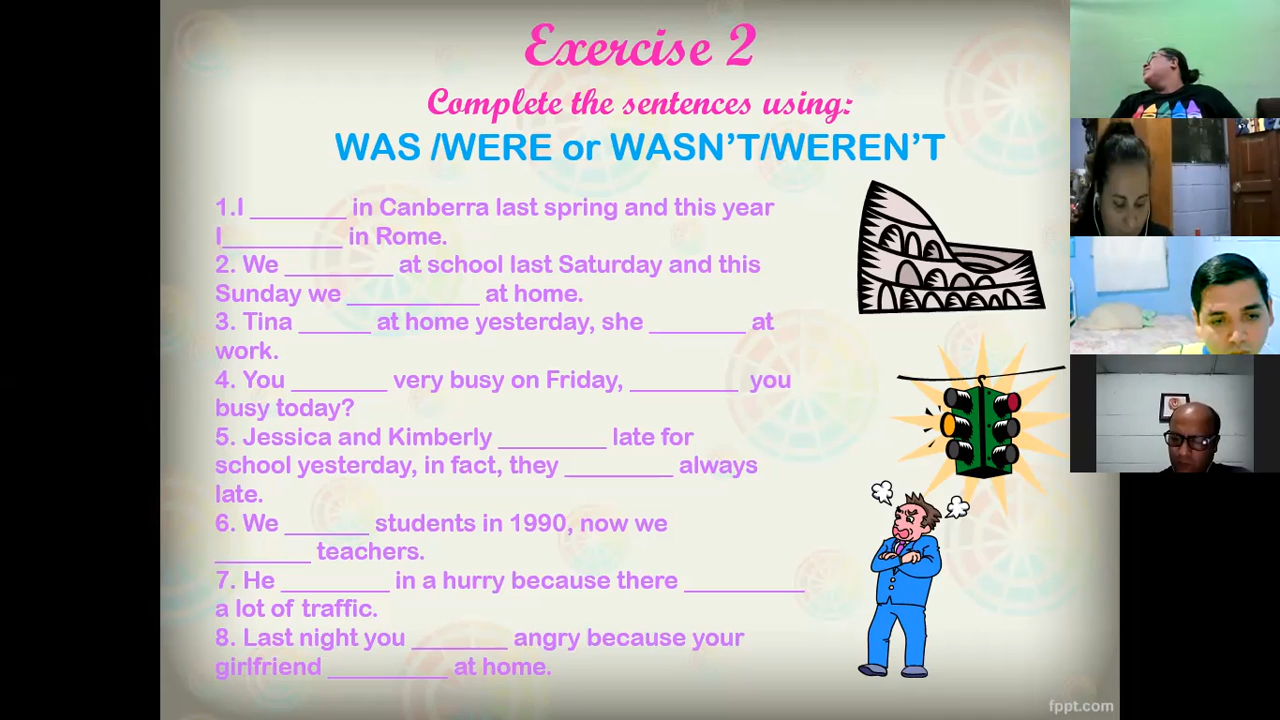 Exercise 2
Complete the sentences using:
WAS /WERE or WASN'T/WEREN'T
1.I ________ in Canberra last spring and this year
I__________ in Rome.
2. We _________ at school last Saturday and this
Sunday we ___________ at home.
3. Tina ______ at home yesterday, she ________ at
work.
4. You ________ very busy on Friday, _________ you
busy today?
5. Jessica and Kimberly _________ late for
school yesterday, in fact, they _________ always
late.
6. We _______ students in 1990, now we
________ teachers.
7. He _________ in a hurry because there __________
a lot of traffic.
8. Last night you ________ angry because your
girlfriend __________ at home.
fppt.com